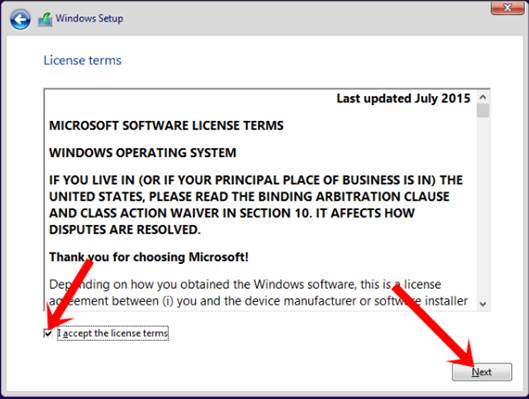 Windows Setup
License terms
Last updated July 2015
MICROSOFT SOFTWARE LICENSE TERMS
WINDOWS OPERATING SYSTEM
IF YOU LIVE IN (OR IF YOUR PRINCIPAL PLACE OF BUSINESS IS IN) THE
UNITED STATES, PLEASE READ THE BINDING ARBITRATION CLAUSE
AND CLASS ACTION WAIVER IN SECTION 10. IT AFFECTS HOW
DISPUTES ARE RESOLVED.
Thank you for choosing Microsoft!
Depending on how you obtained the Windows software, this is a license
agreement between (i) you and the device manufacturer or software installer
I accept the license terms
Next